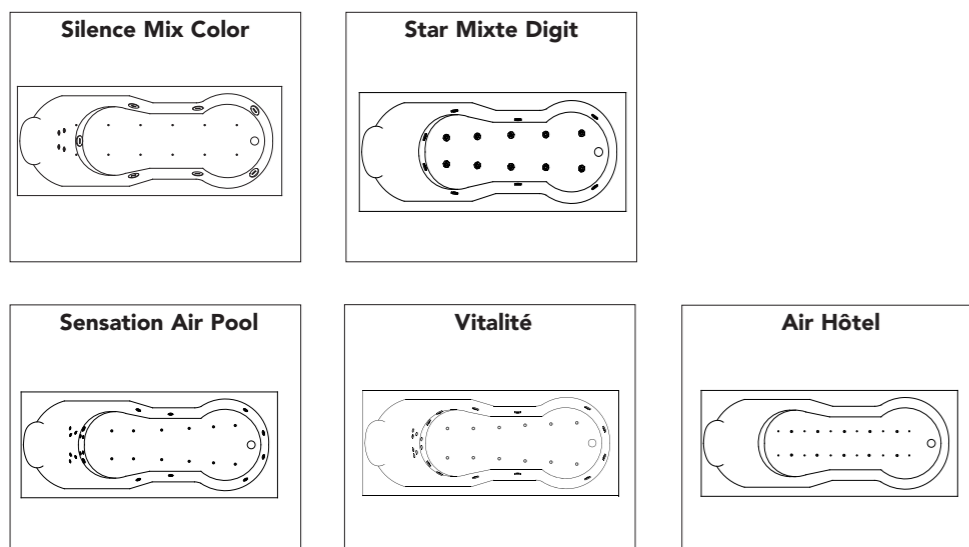 Silence Mix Color
Star Mixte Digit
Sensation Air Pool
Vitalité
Air Hôtel